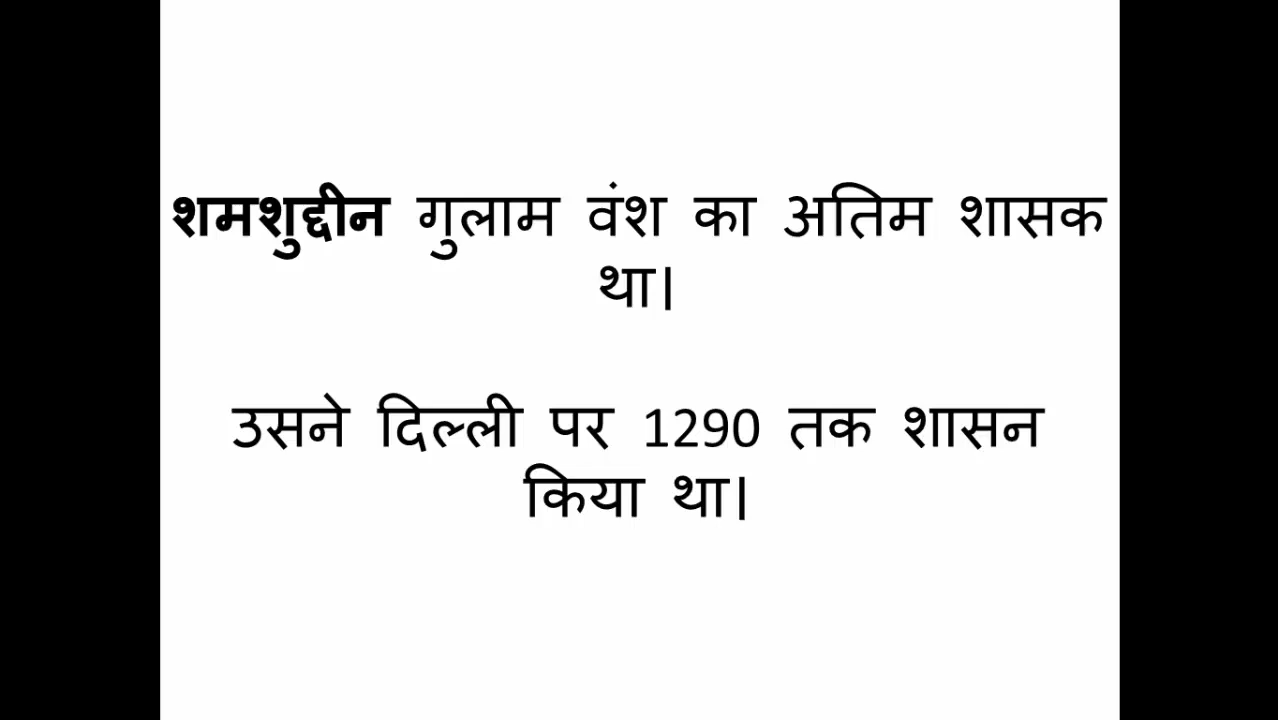 शमशुद्दीन गुलाम वंश का अतिम शासक
था।
उसने दिल्ली पर 1290 तक शासन
किया था।